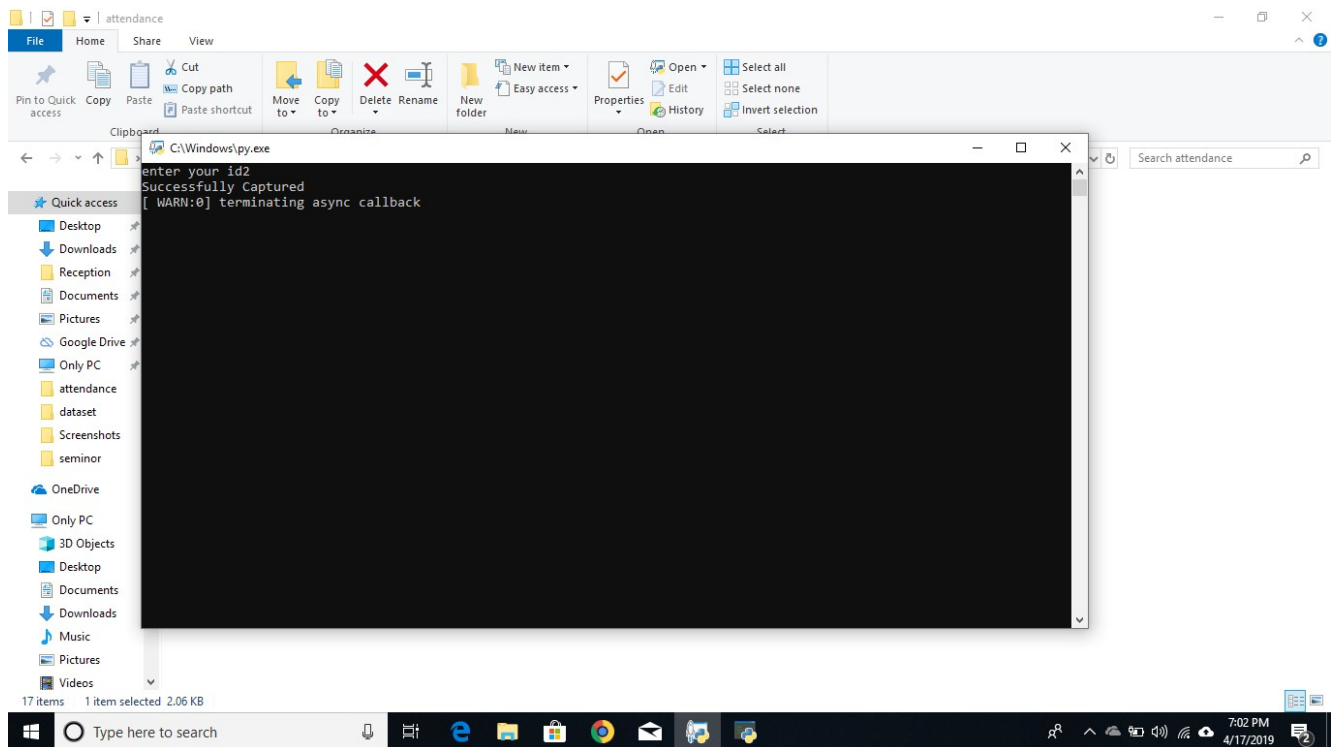 attendance
File Home Share View
Pin to Quick access
Copy
Paste
Cut
Copy path
Paste shortcut
Clipboard
Move to
Copy to
Delete
Rename
Organize
New folder
New item
Easy access
New
Properties
Open
Edit
History
Open
Select all
Select none
Invert selection
Select
C:\Windows\py.exe
Search attendance
enter your id2
Successfully Captured
[ WARN:0] terminating async callback
Quick access
Desktop
Downloads
Reception
Documents
Pictures
Google Drive
Only PC
attendance
dataset
Screenshots
seminor
OneDrive
Only PC
3D Objects
Desktop
Documents
Downloads
Music
Pictures
Videos
17 items 1 item selected 2.06 KB
Type here to search
7:02 PM
4/17/2019
2